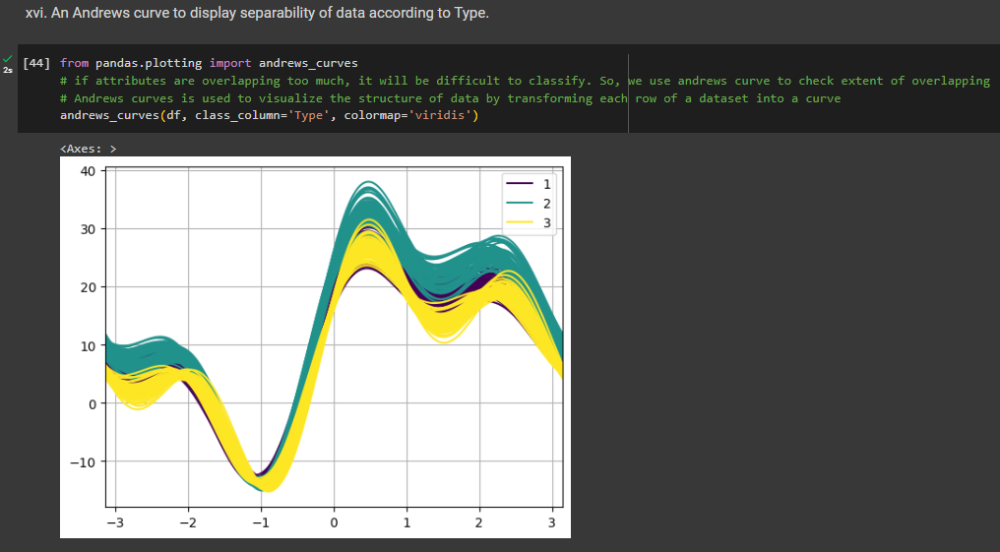 xvi. An Andrews curve to display separability of data according to Type.
2s
[44] from pandas.plotting import andrews_curves
# if attributes are overlapping too much, it will be difficult to classify. So, we use andrews curve to check extent of overlapping
# Andrews curves is used to visualize the structure of data by transforming each row of a dataset into a curve
andrews_curves(df, class_column='Type', colormap='viridis')
<Axes: >
40
30
20
10
0
−10
−3 −2 −1 0 1 2 3
1
2
3